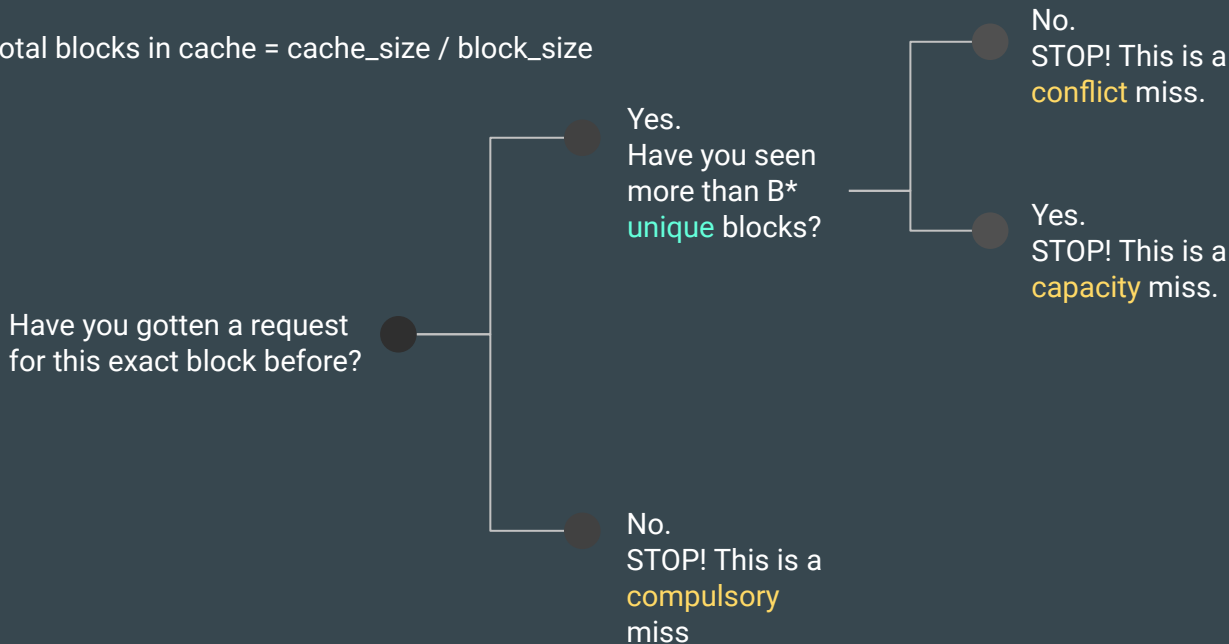 otal blocks in cache = cache_size / block_size
No.
STOP! This is a
conflict miss.
Yes.
Have you seen
more than B*
unique blocks?
Yes.
STOP! This is a
capacity miss.
Have you gotten a request
for this exact block before?
No.
STOP! This is a
compulsory
miss